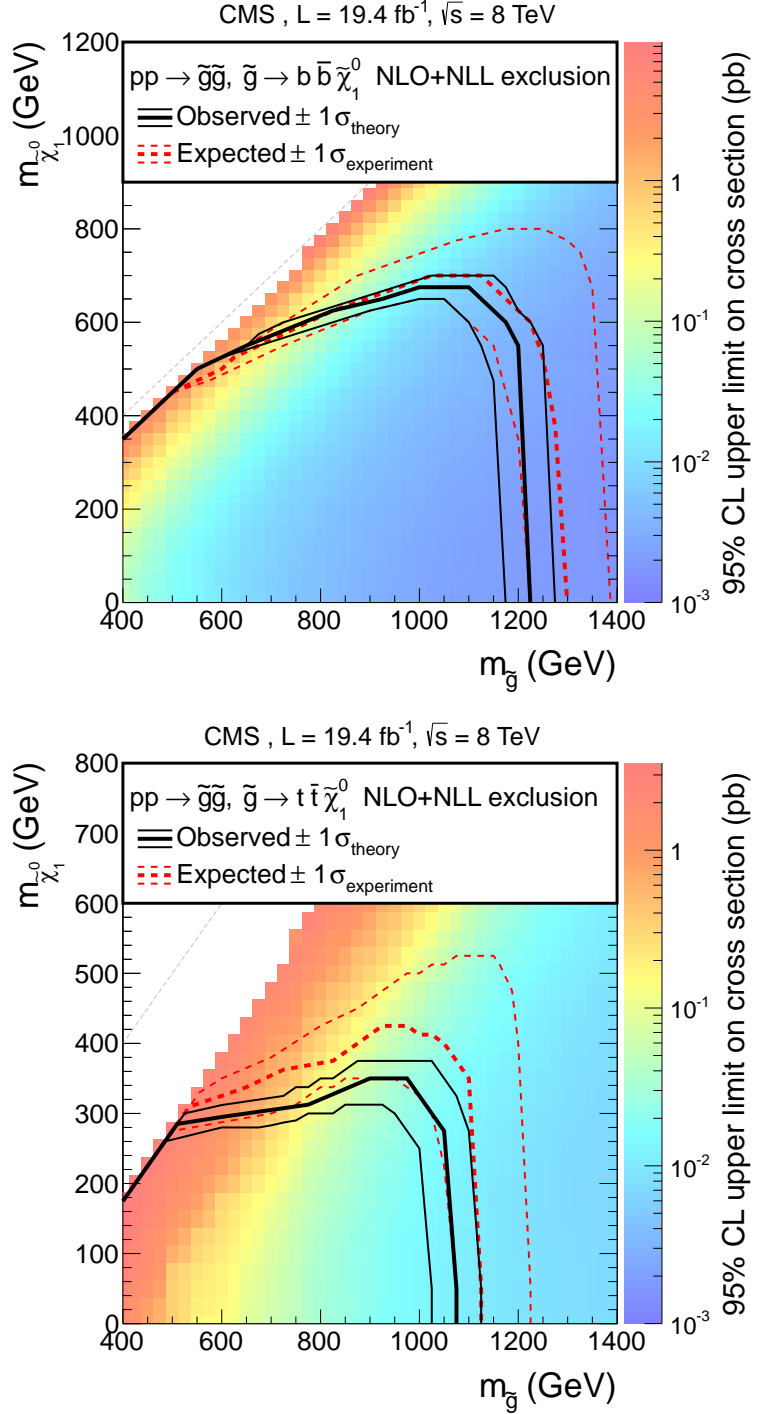 CMS , L = 19.4 fb⁻¹, √s = 8 TeV
pp → g̃g̃, g̃ → b b̅ χ̃₁⁰ NLO+NLL exclusion
Observed ± 1σ_theory
Expected ± 1σ_experiment
m_χ̃₁⁰ (GeV)
1200
1000
800
600
400
200
0
400 600 800 1000 1200 1400
m_g̃ (GeV)
1
10⁻¹
10⁻²
10⁻³
95% CL upper limit on cross section (pb)
CMS , L = 19.4 fb⁻¹, √s = 8 TeV
pp → g̃g̃, g̃ → t t̅ χ̃₁⁰ NLO+NLL exclusion
Observed ± 1σ_theory
Expected ± 1σ_experiment
m_χ̃₁⁰ (GeV)
800
700
600
500
400
300
200
100
0
400 600 800 1000 1200 1400
m_g̃ (GeV)
1
10⁻¹
10⁻²
10⁻³
95% CL upper limit on cross section (pb)